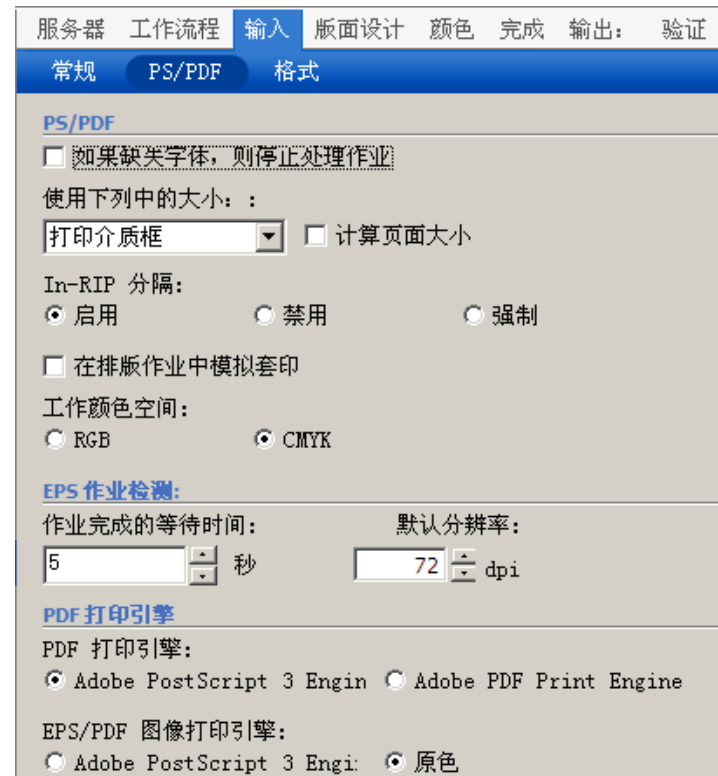 服务器 工作流程 输入 版面设计 颜色 完成 输出： 验证
常规 PS/PDF 格式
PS/PDF
如果缺失字体，则停止处理作业
使用下列中的大小：：
打印介质框 计算页面大小
In-RIP 分隔：
启用 禁用 强制
在排版作业中模拟套印
工作颜色空间：
RGB CMYK
EPS 作业检测:
作业完成的等待时间： 默认分辨率：
5 秒 72 dpi
PDF 打印引擎
PDF 打印引擎：
Adobe PostScript 3 Engin Adobe PDF Print Engine
EPS/PDF 图像打印引擎：
Adobe PostScript 3 Engi: 原色